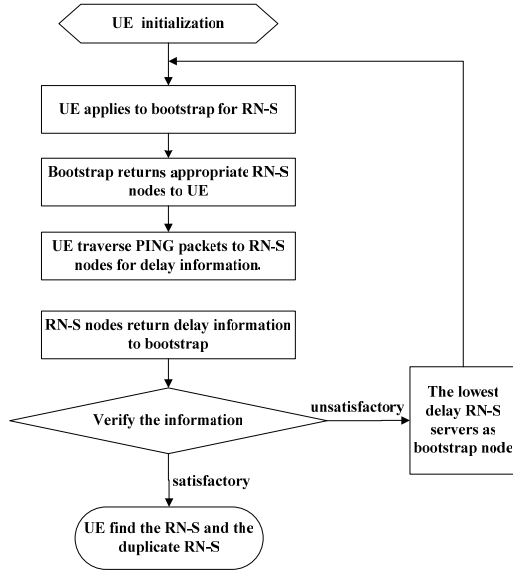 UE initialization
UE applies to bootstrap for RN-S
Bootstrap returns appropriate RN-S
nodes to UE
UE traverse PING packets to RN-S
nodes for delay information.
RN-S nodes return delay information
to bootstrap
Verify the information
unsatisfactory
The lowest
delay RN-S
servers as
bootstrap node
satisfactory
UE find the RN-S and the
duplicate RN-S